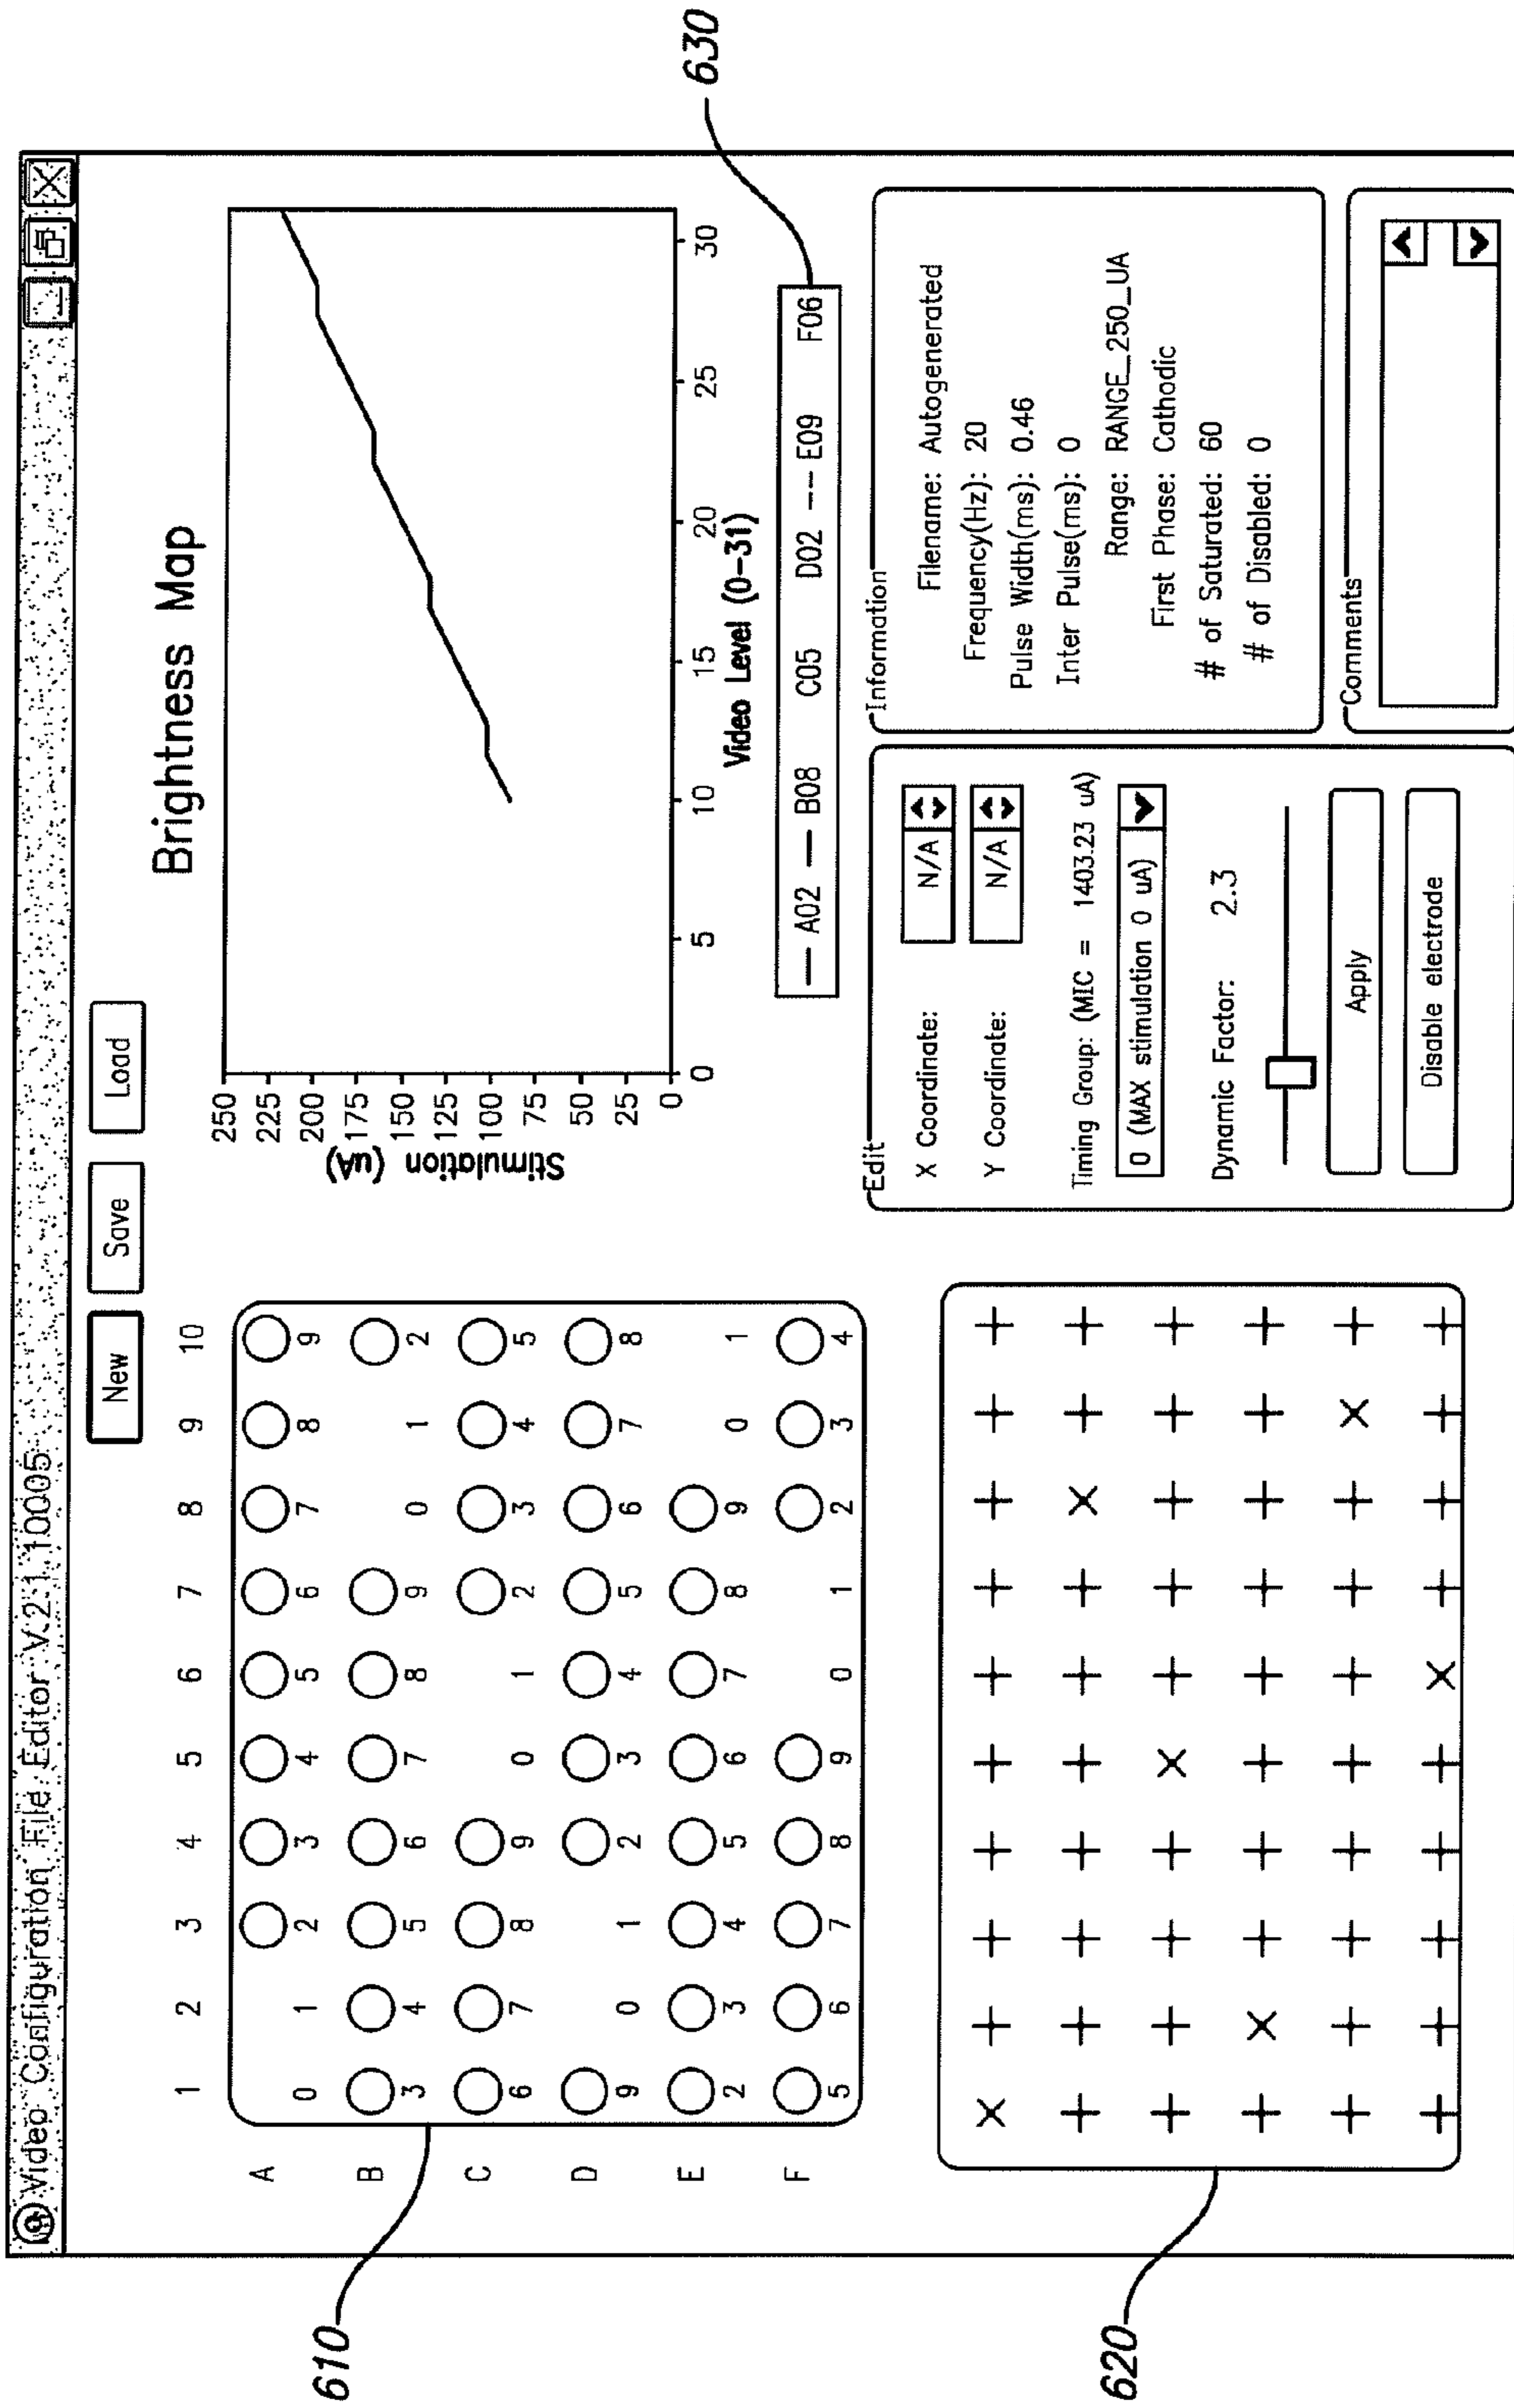 Video Configuration File Editor V.2.1.10005
New Save Load
1 2 3 4 5 6 7 8 9 10
A
0 1 2 3 4 5 6 7 8 9
B
3 4 5 6 7 8 9 0 1 2
C
6 7 8 9 0 1 2 3 4 5
D
9 0 1 2 3 4 5 6 7 8
E
2 3 4 5 6 7 8 9 0 1
F
5 6 7 8 9 0 1 2 3 4
610
620
Brightness Map
Stimulation (uA)
250
225
200
175
150
125
100
75
50
25
0
0 5 10 15 20 25 30
Video Level (0-31)
A02 B08 C05 D02 E09 F06
630
Edit
X Coordinate: N/A
Y Coordinate: N/A
Timing Group: (MIC = 1403.23 uA)
0 (MAX stimulation 0 uA)
Dynamic Factor: 2.3
Apply
Disable electrode
Information
Filename: Autogenerated
Frequency(Hz): 20
Pulse Width(ms): 0.46
Inter Pulse(ms): 0
Range: RANGE_250_UA
First Phase: Cathodic
# of Saturated: 60
# of Disabled: 0
Comments